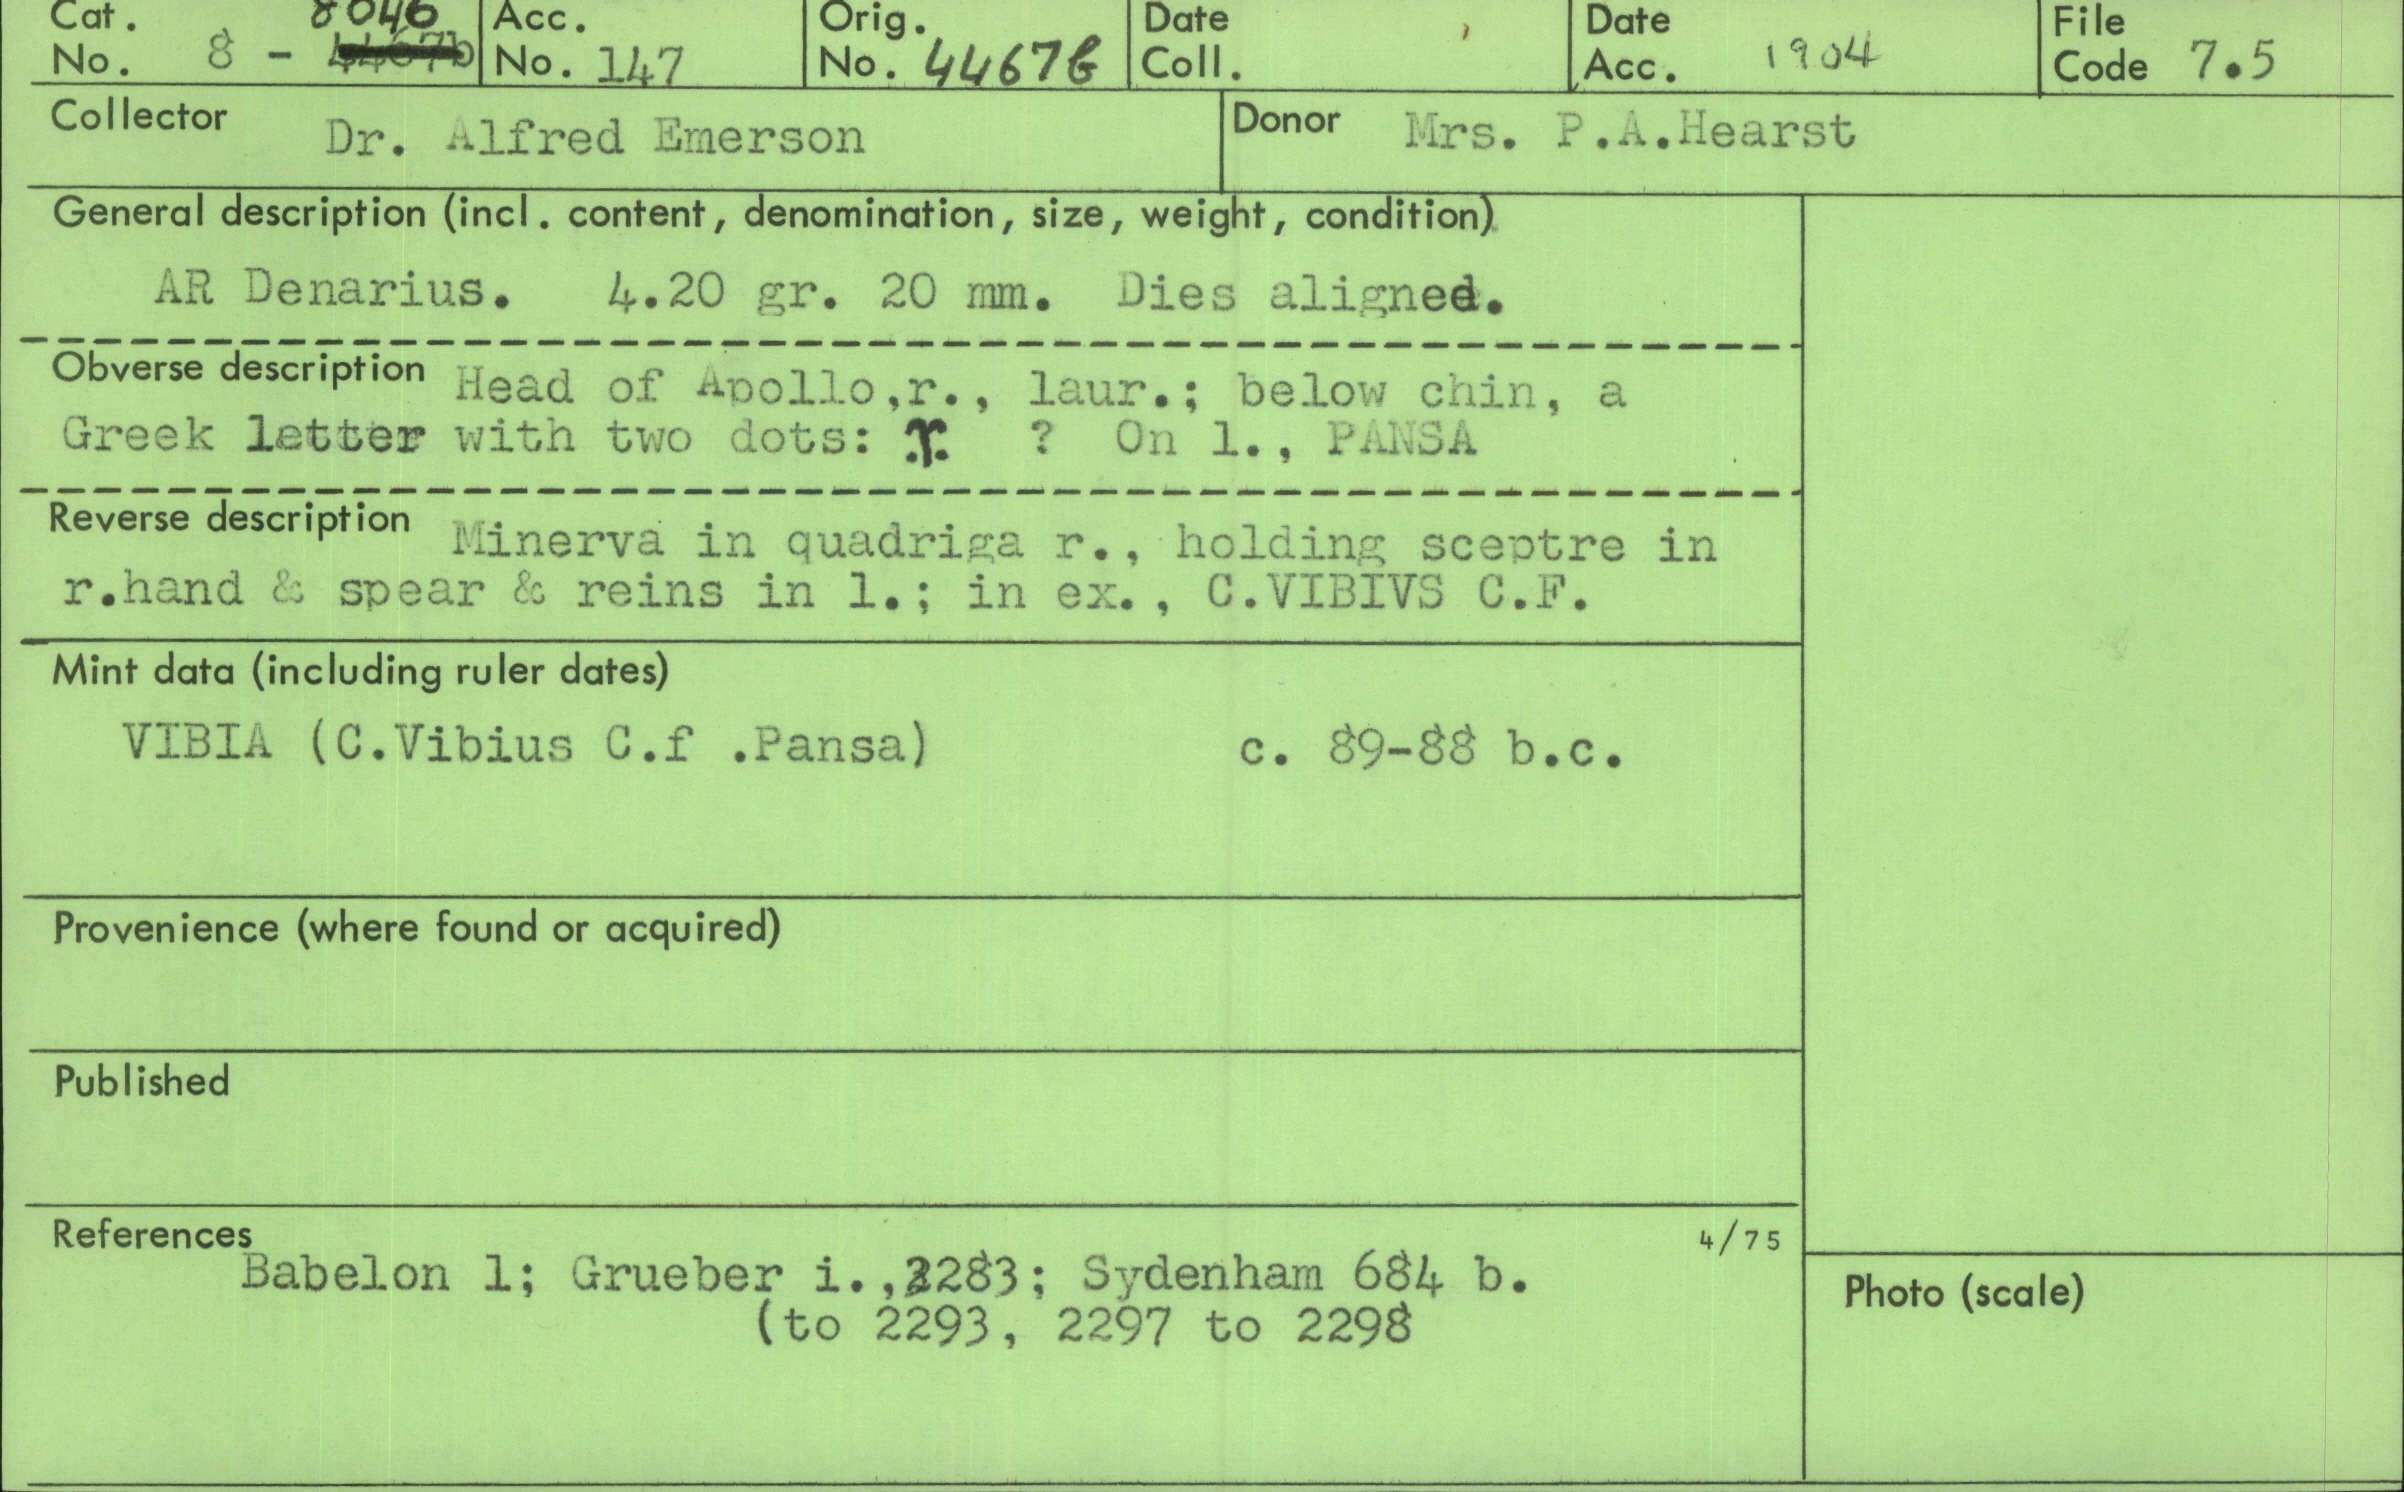 Cat. No. 8 - 8046 Acc. No. 147 Orig. No. 4467b Date Coll. Date Acc. 1904 File Code 7.5
Collector Dr. Alfred Emerson Donor Mrs. P.A.Hearst
General description (incl. content, denomination, size, weight, condition)
AR Denarius. 4.20 gr. 20 mm. Dies aligned.
Obverse description Head of Apollo,r., laur.; below chin, a
Greek letter with two dots: ? On l., PANSA
Reverse description Minerva in quadriga r., holding sceptre in
r.hand & spear & reins in l.; in ex., C.VIBIVS C.F.
Mint data (including ruler dates)
VIBIA (C.Vibius C.f .Pansa) c. 89-88 b.c.
Provenience (where found or acquired)
Published
References 4/75
Babelon 1; Grueber i.,2283; Sydenham 684 b.
(to 2293, 2297 to 2298
Photo (scale)